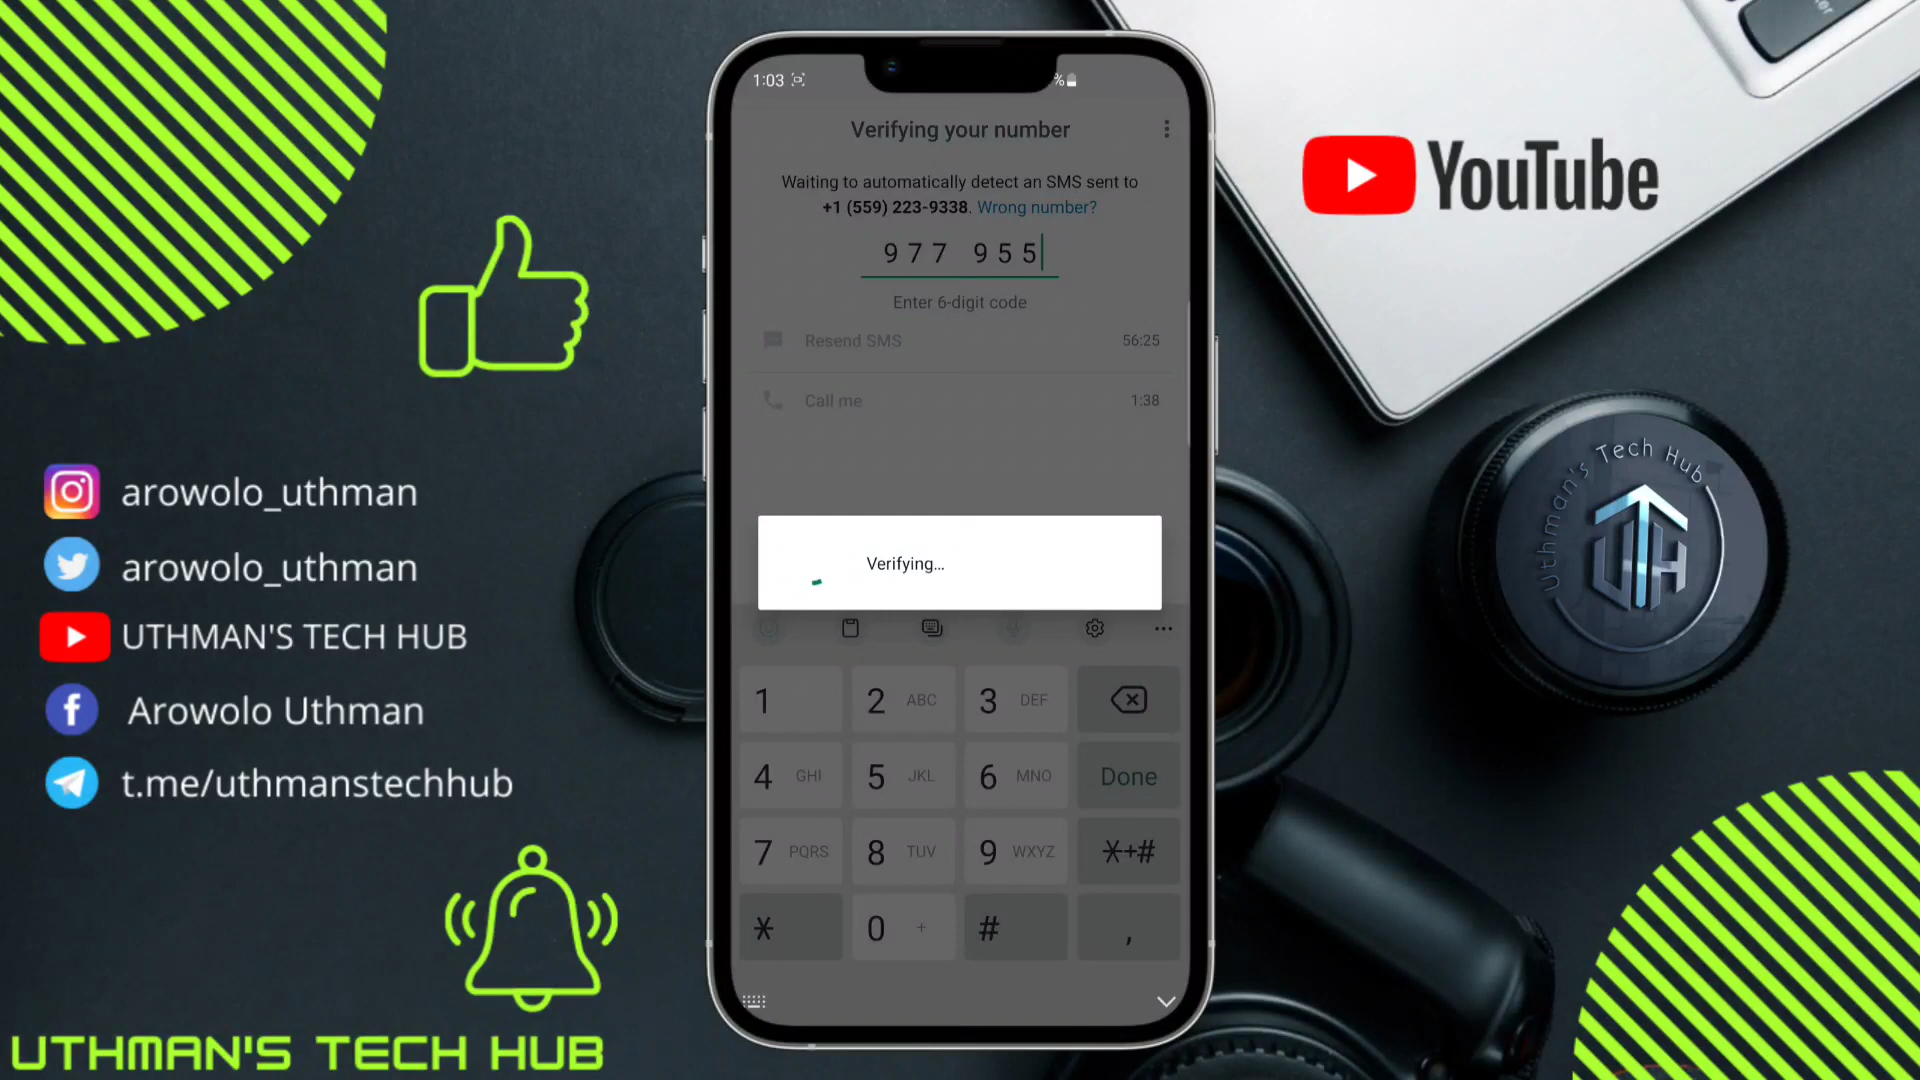 1:03
%
Verifying your number
Waiting to automatically detect an SMS sent to
+1 (559) 223-9338. Wrong number?
977 955
Enter 6-digit code
Resend SMS 56:25
Call me 1:38
Verifying...
1
2 ABC
3 DEF
4 GHI
5 JKL
6 MNO
Done
7 PQRS
8 TUV
9 WXYZ
*+#
*
0 +
#
,
YouTube
Uthman's Tech Hub
UTH
arowolo_uthman
arowolo_uthman
UTHMAN'S TECH HUB
Arowolo Uthman
t.me/uthmanstechhub
UTHMAN'S TECH HUB